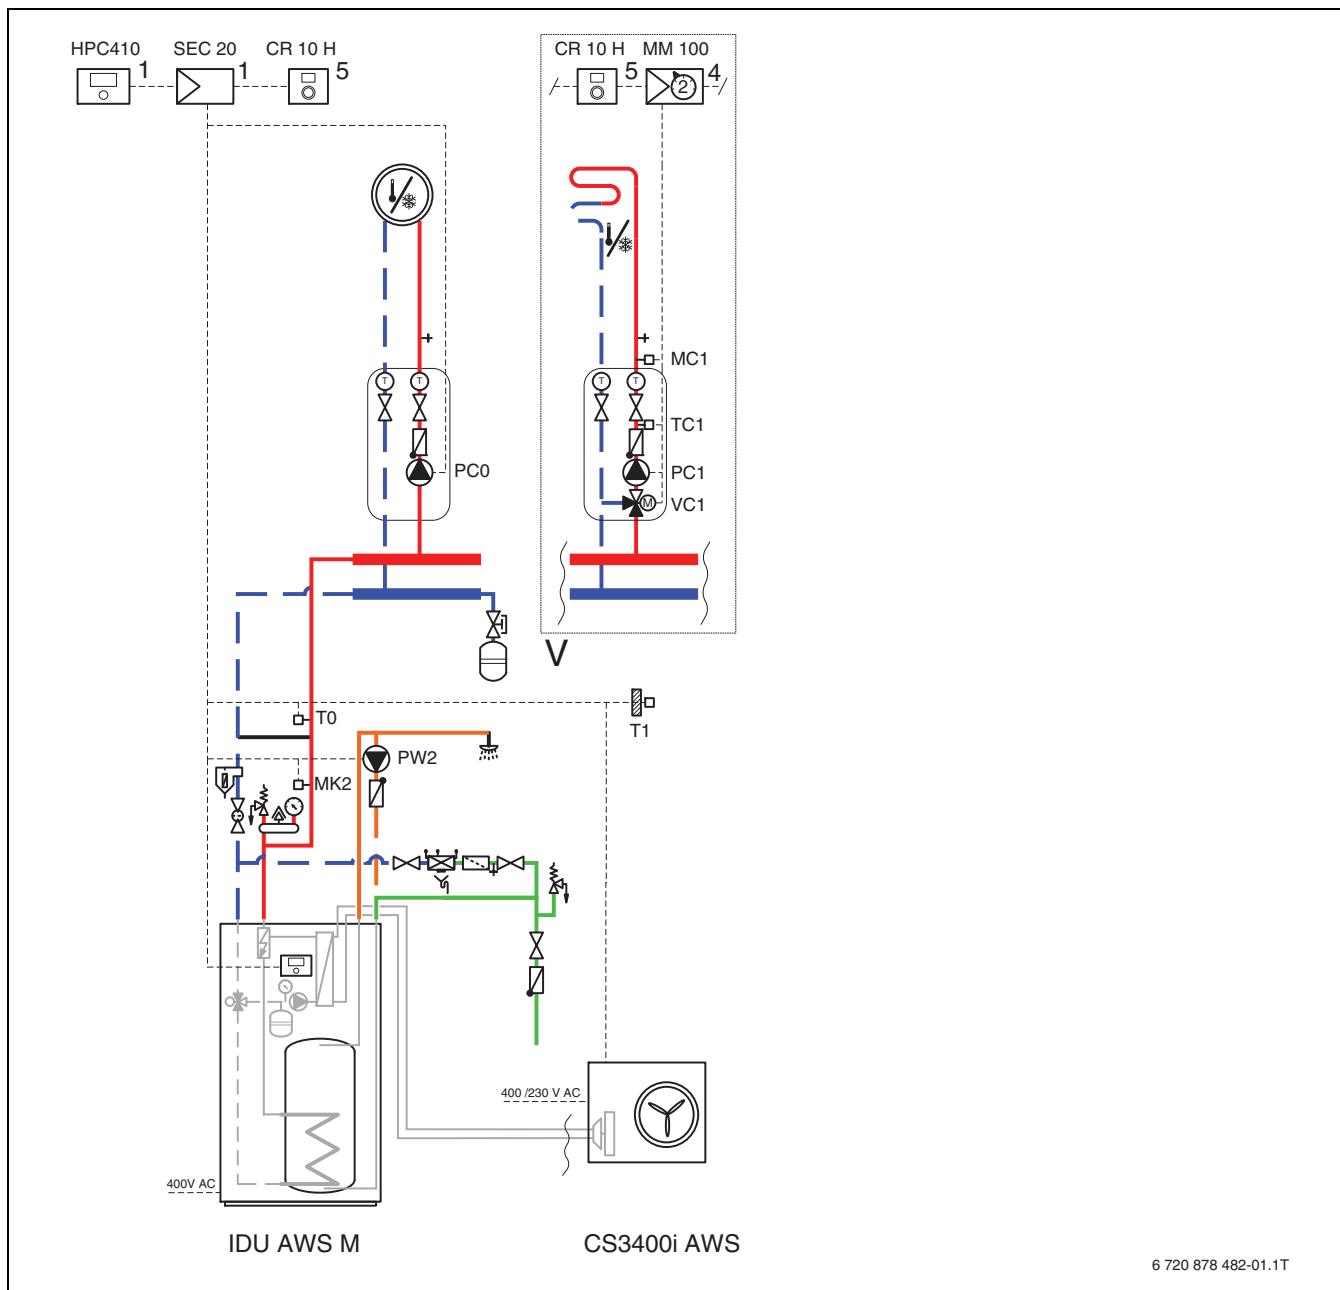 HPC410 SEC 20 CR 10 H
1 1 5
CR 10 H MM 100
5 2 4
MC1
T T T T
TC1
PC0
PC1
M VC1
V
T0
T1
PW2
MK2
400 /230 V AC
400V AC
IDU AWS M
CS3400i AWS
6 720 878 482-01.1T